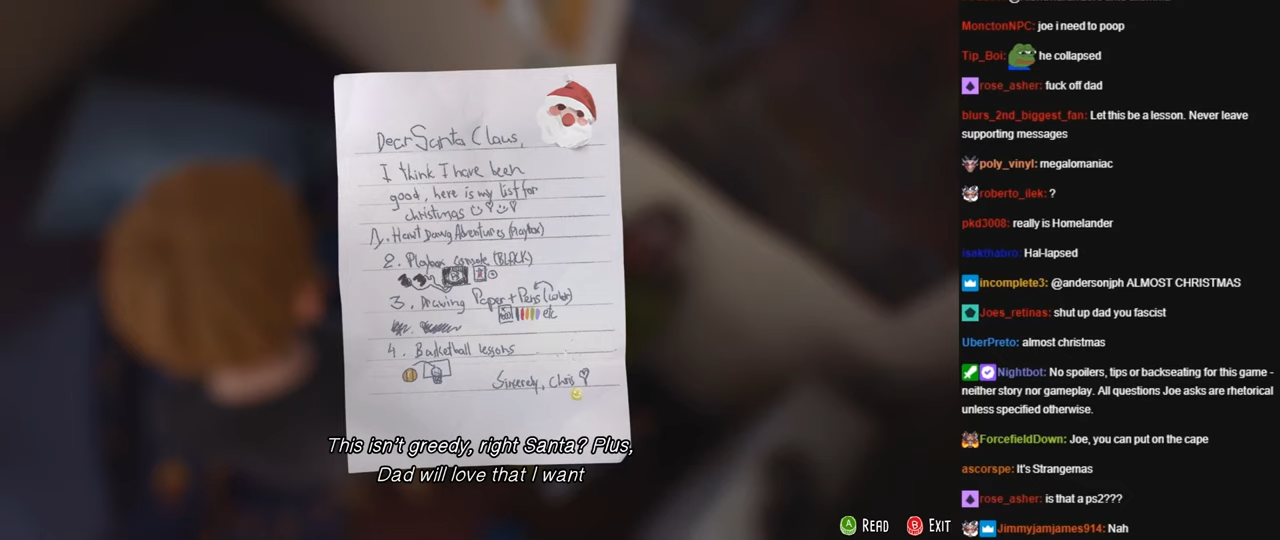 Dear Santa Claus,
I think I have been
good, here is my list for
christmas
1. Hawt Dawg Adventures (Playbox)
2. Playbox console (BLACK)
3. Drawing Paper + Pens (color)
etc
4. Basketball lessons
Sincerely, Chris
This isn't greedy, right Santa? Plus,
Dad will love that I want
A READ
B EXIT
MonctonNPC: joe i need to poop
Tip_Boi: he collapsed
rose_asher: fuck off dad
blurs_2nd_biggest_fan: Let this be a lesson. Never leave
supporting messages
poly_vinyl: megalomaniac
roberto_ilek: ?
pkd3008: really is Homelander
isakthabro: Hal-lapsed
incomplete3: @andersonjph ALMOST CHRISTMAS
Joes_retinas: shut up dad you fascist
UberPreto: almost christmas
Nightbot: No spoilers, tips or backseating for this game -
neither story nor gameplay. All questions Joe asks are rhetorical
unless specified otherwise.
ForcefieldDown: Joe, you can put on the cape
ascorspe: It's Strangemas
rose_asher: is that a ps2???
Jimmyjamjames914: Nah